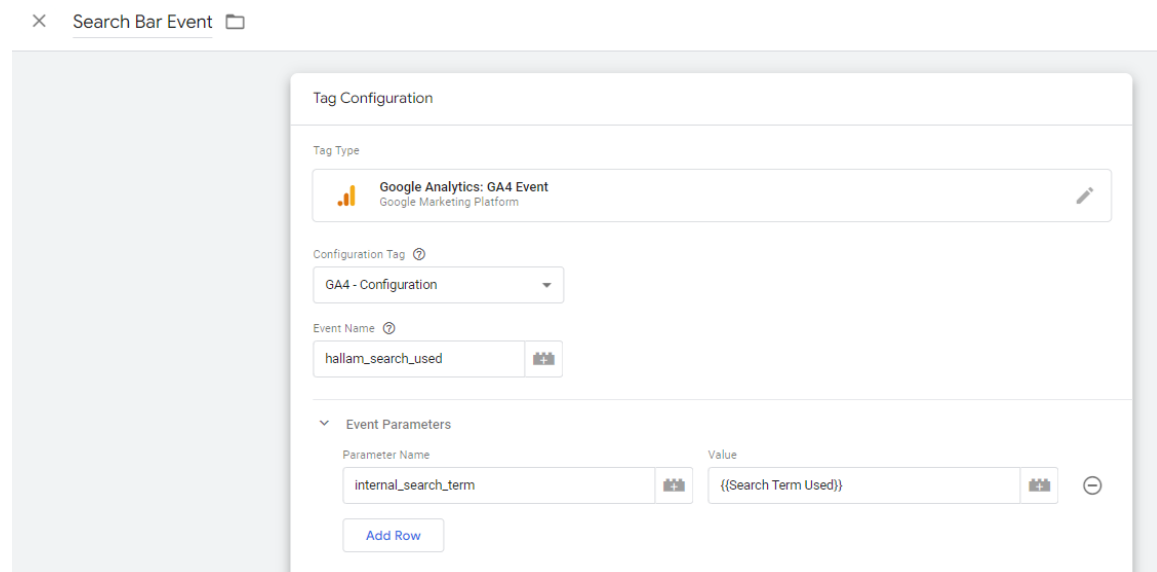 Search Bar Event
Tag Configuration
Tag Type
Google Analytics: GA4 Event
Google Marketing Platform
Configuration Tag
GA4 - Configuration
Event Name
hallam_search_used
Event Parameters
Parameter Name Value
internal_search_term {{Search Term Used}}
Add Row